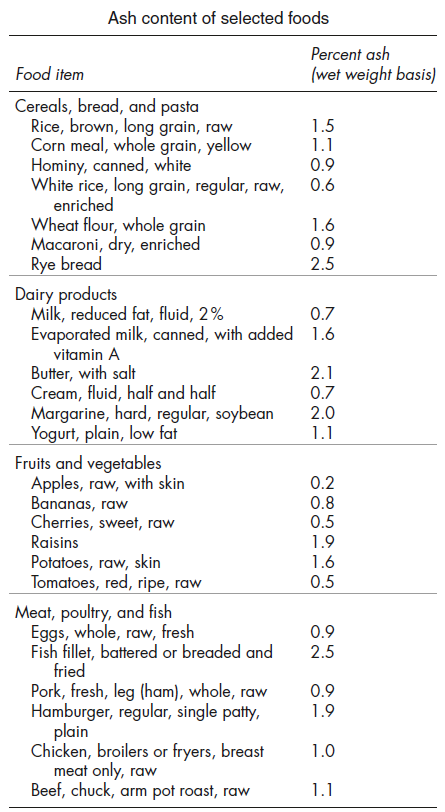 Ash content of selected foods
Food item Percent ash (wet weight basis)
Cereals, bread, and pasta
Rice, brown, long grain, raw 1.5
Corn meal, whole grain, yellow 1.1
Hominy, canned, white 0.9
White rice, long grain, regular, raw, 0.6
enriched
Wheat flour, whole grain 1.6
Macaroni, dry, enriched 0.9
Rye bread 2.5
Dairy products
Milk, reduced fat, fluid, 2% 0.7
Evaporated milk, canned, with added 1.6
vitamin A
Butter, with salt 2.1
Cream, fluid, half and half 0.7
Margarine, hard, regular, soybean 2.0
Yogurt, plain, low fat 1.1
Fruits and vegetables
Apples, raw, with skin 0.2
Bananas, raw 0.8
Cherries, sweet, raw 0.5
Raisins 1.9
Potatoes, raw, skin 1.6
Tomatoes, red, ripe, raw 0.5
Meat, poultry, and fish
Eggs, whole, raw, fresh 0.9
Fish fillet, battered or breaded and 2.5
fried
Pork, fresh, leg (ham), whole, raw 0.9
Hamburger, regular, single patty, 1.9
plain
Chicken, broilers or fryers, breast 1.0
meat only, raw
Beef, chuck, arm pot roast, raw 1.1